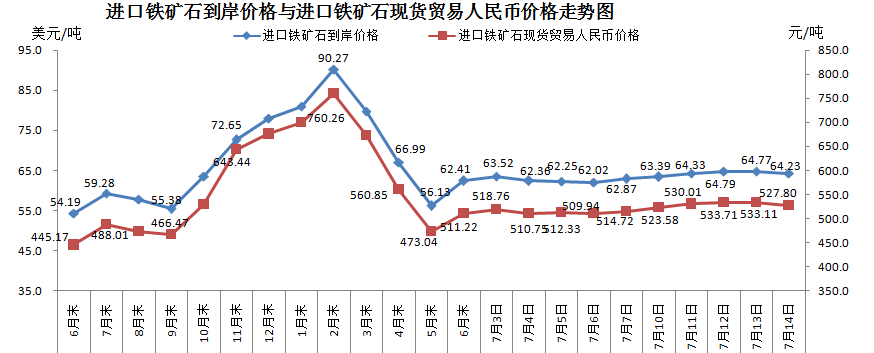 进口铁矿石到岸价格与进口铁矿石现货贸易人民币价格走势图
美元/吨
元/吨
进口铁矿石到岸价格
进口铁矿石现货贸易人民币价格
95.0
85.0
75.0
65.0
55.0
45.0
35.0
850.0
800.0
750.0
700.0
650.0
600.0
550.0
500.0
450.0
400.0
350.0
54.19
59.28
55.38
72.65
90.27
66.99
56.13
62.41
63.52
62.36
62.25
62.02
62.87
63.39
64.33
64.79
64.77
64.23
445.17
488.01
466.47
643.44
760.26
560.85
473.04
511.22
518.76
510.75
512.33
509.94
514.72
523.58
530.01
533.71
533.11
527.80
6月末
7月末
8月末
9月末
10月末
11月末
12月末
1月末
2月末
3月末
4月末
5月末
6月末
7月3日
7月4日
7月5日
7月6日
7月7日
7月10日
7月11日
7月12日
7月13日
7月14日